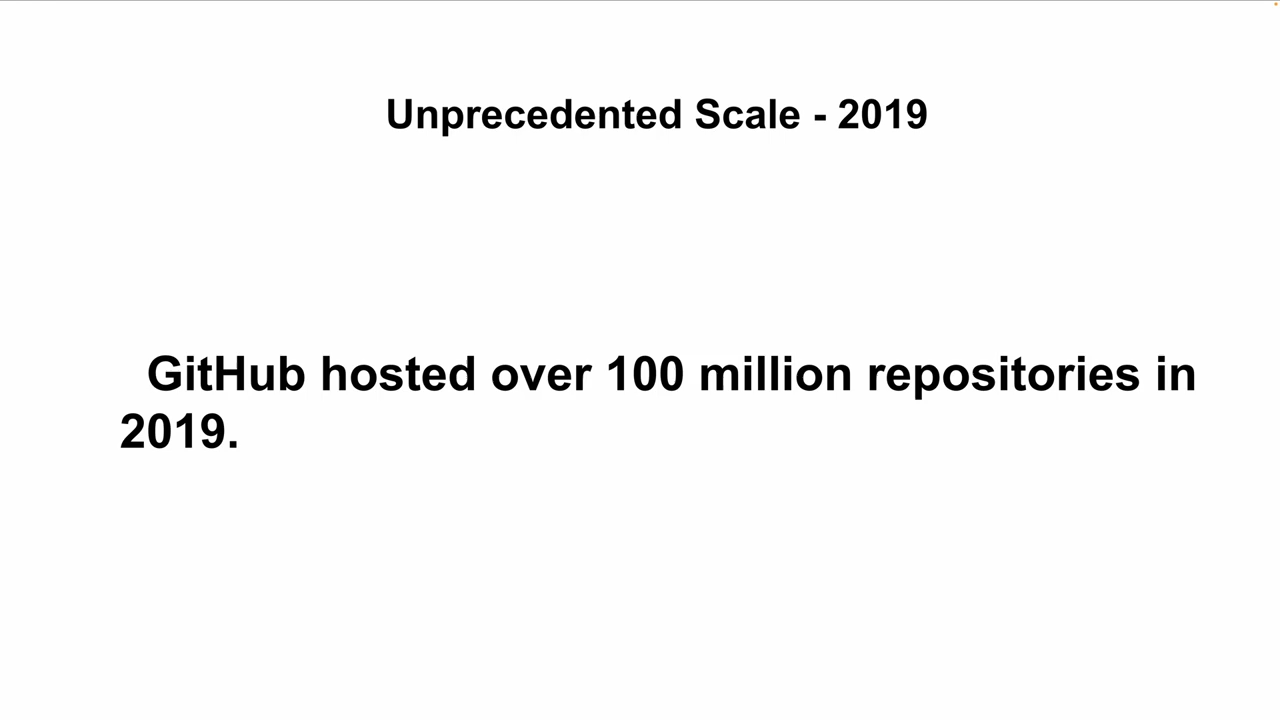 Unprecedented Scale - 2019
GitHub hosted over 100 million repositories in
2019.